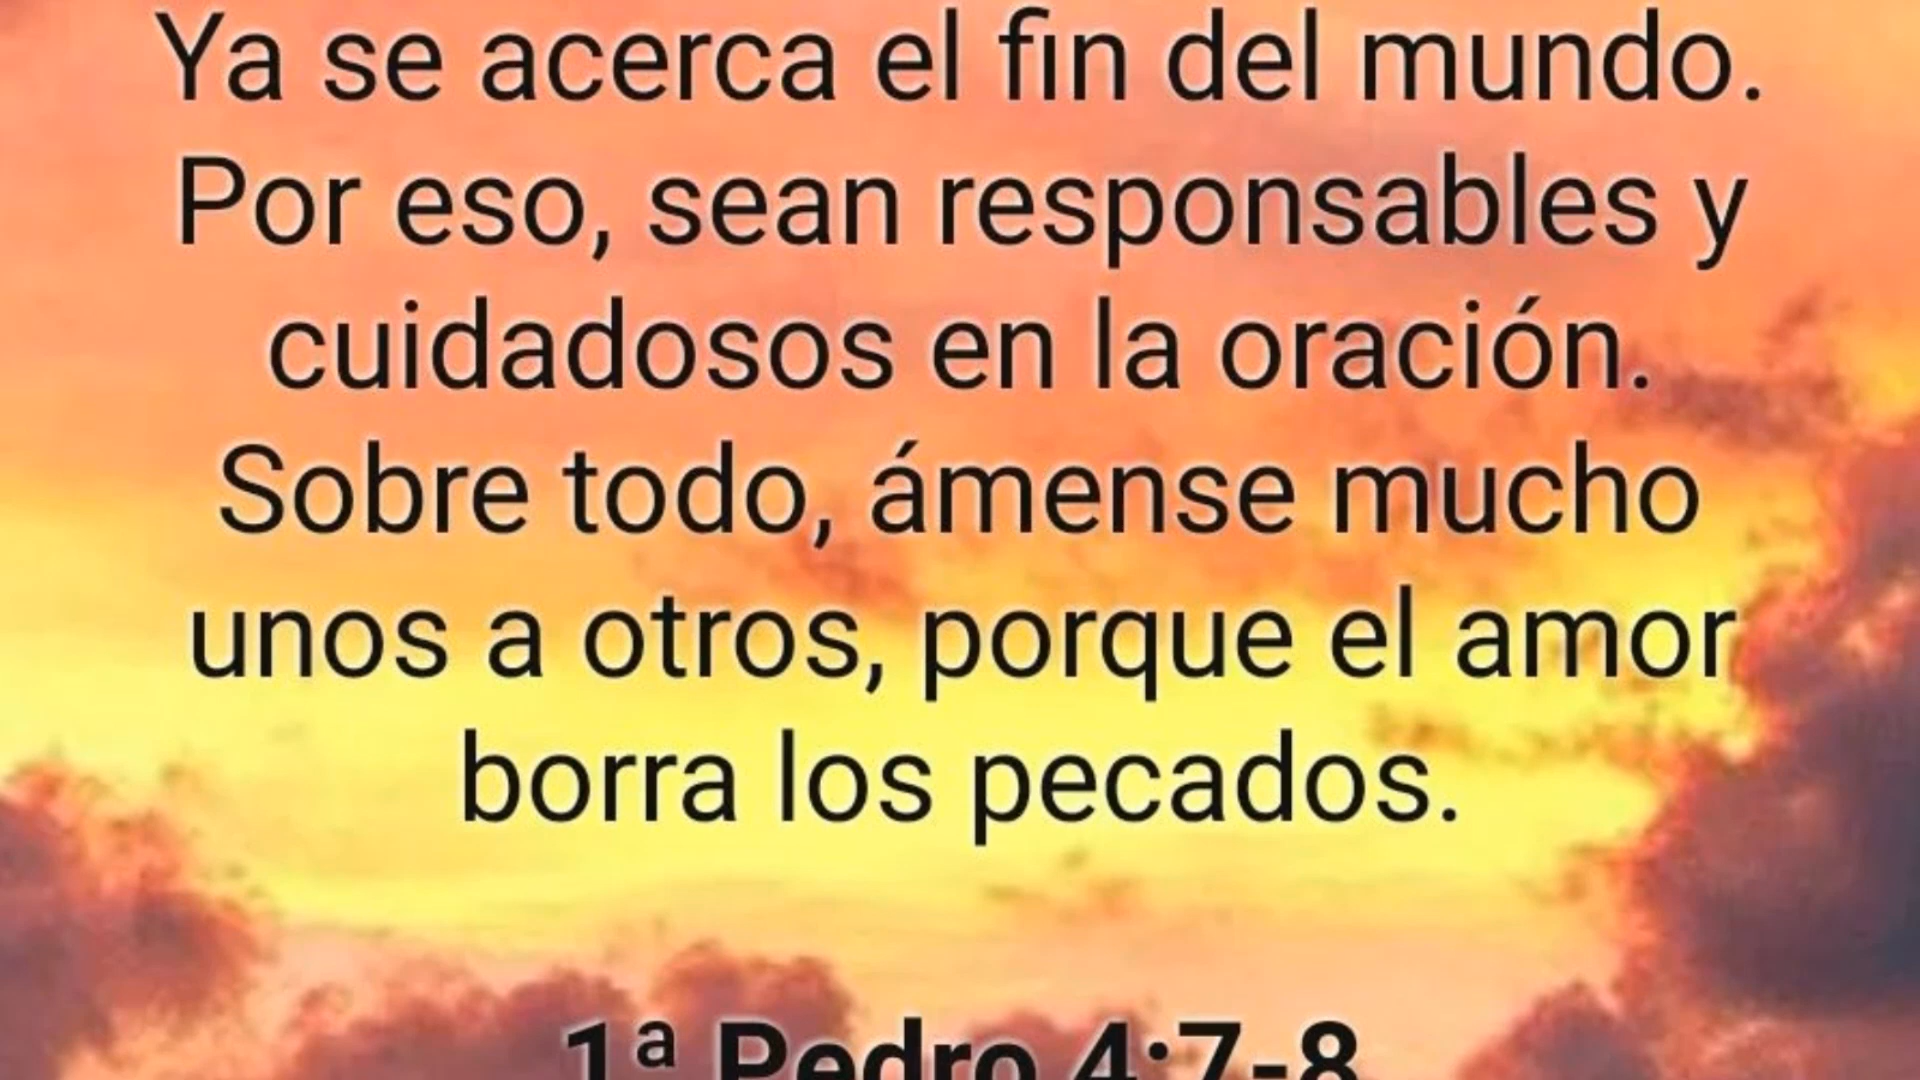 Ya se acerca el fin del mundo.
Por eso, sean responsables y
cuidadosos en la oración.
Sobre todo, ámense mucho
unos a otros, porque el amor
borra los pecados.
1ª Pedro 4:7-8